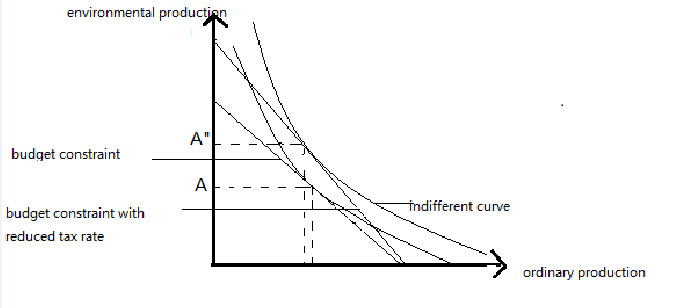 environmental production
A"
budget constraint
A
budget constraint with
reduced tax rate
indifferent curve
ordinary production